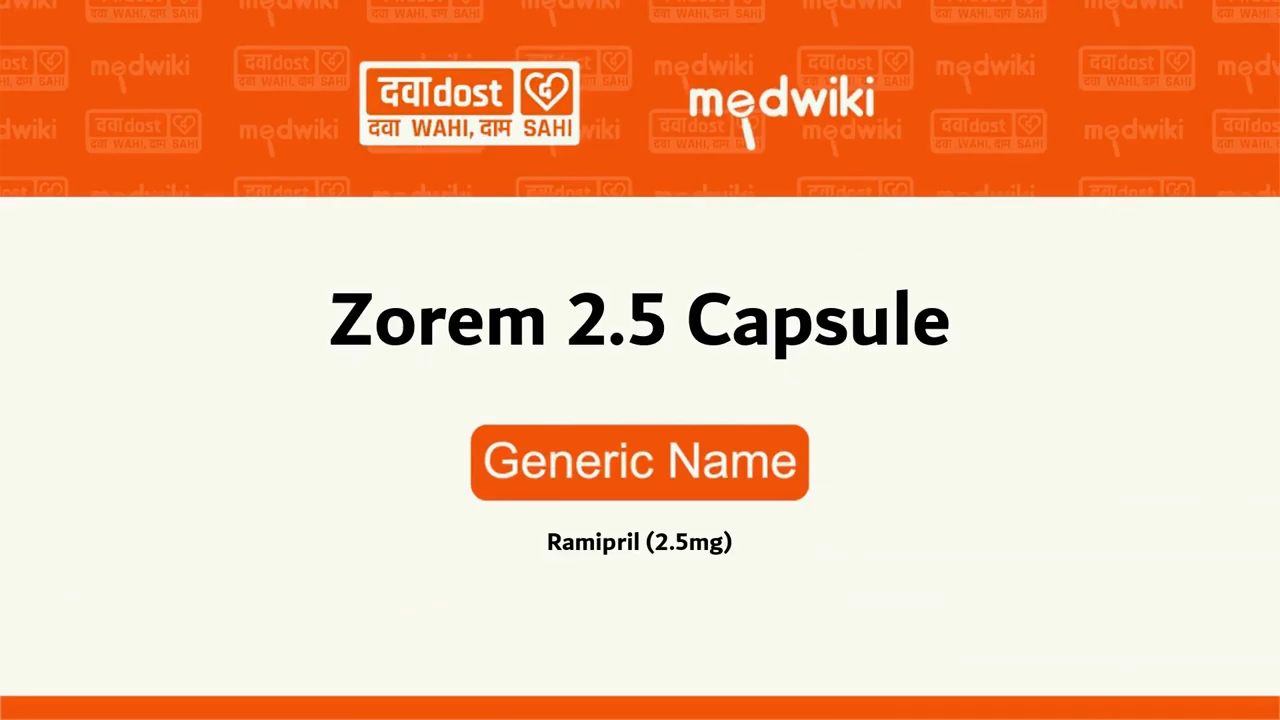 दवाdost
दवा WAHI, दाम SAHI
medwiki
Zorem 2.5 Capsule
Generic Name
Ramipril (2.5mg)